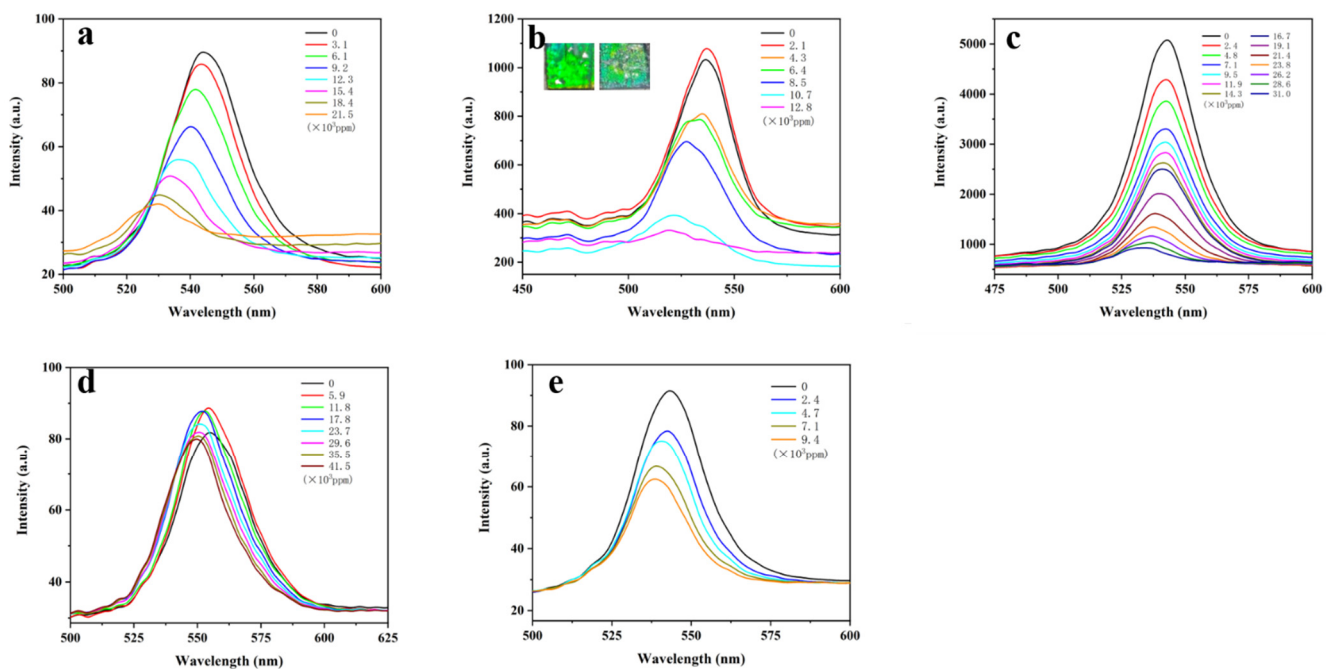 a
100
80
60
40
20
500 520 540 560 580 600
Intensity (a.u.)
Wavelength (nm)
0
3.1
6.1
9.2
12.3
15.4
18.4
21.5
(×10³ppm)
b
1200
1000
800
600
400
200
450 500 550 600
Intensity (a.u.)
Wavelength (nm)
0
2.1
4.3
6.4
8.5
10.7
12.8
(×10³ppm)
c
5000
4000
3000
2000
1000
475 500 525 550 575 600
Intensity (a.u.)
Wavelength (nm)
0 16.7
2.4 19.1
4.8 21.4
7.1 23.8
9.5 26.2
11.9 28.6
14.3 31.0
(×10³ppm)
d
100
80
60
40
500 525 550 575 600 625
Intensity (a.u.)
Wavelength (nm)
0
5.9
11.8
17.8
23.7
29.6
35.5
41.5
(×10³ppm)
e
100
80
60
40
20
500 520 540 560 580 600
Intensity (a.u.)
Wavelength (nm)
0
2.4
4.7
7.1
9.4
(×10³ppm)